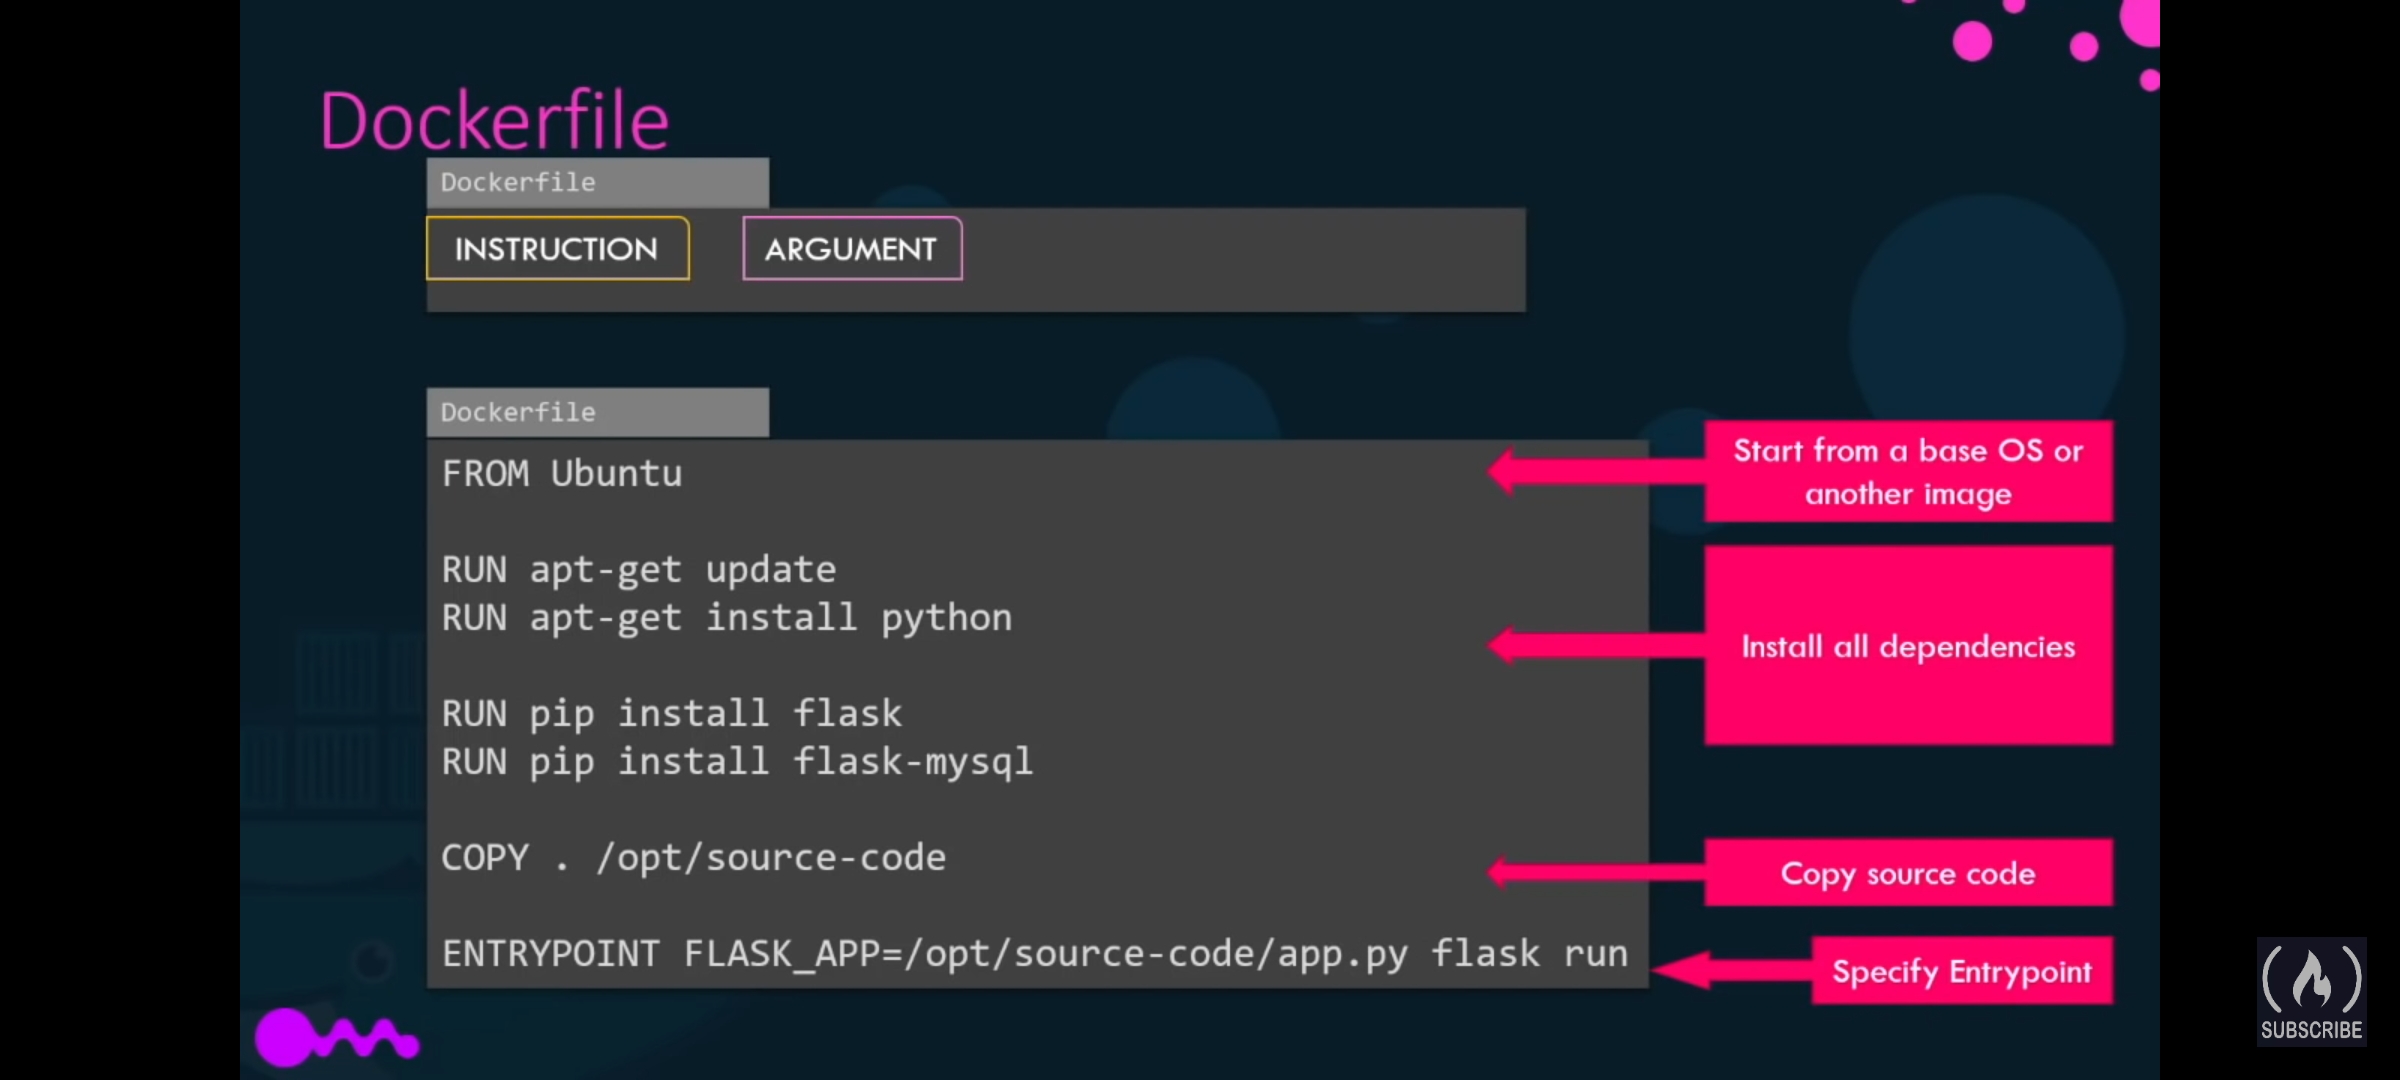 Dockerfile
Dockerfile
INSTRUCTION ARGUMENT
Dockerfile
FROM Ubuntu
RUN apt-get update
RUN apt-get install python
RUN pip install flask
RUN pip install flask-mysql
COPY . /opt/source-code
ENTRYPOINT FLASK_APP=/opt/source-code/app.py flask run
Start from a base OS or
another image
Install all dependencies
Copy source code
Specify Entrypoint
SUBSCRIBE